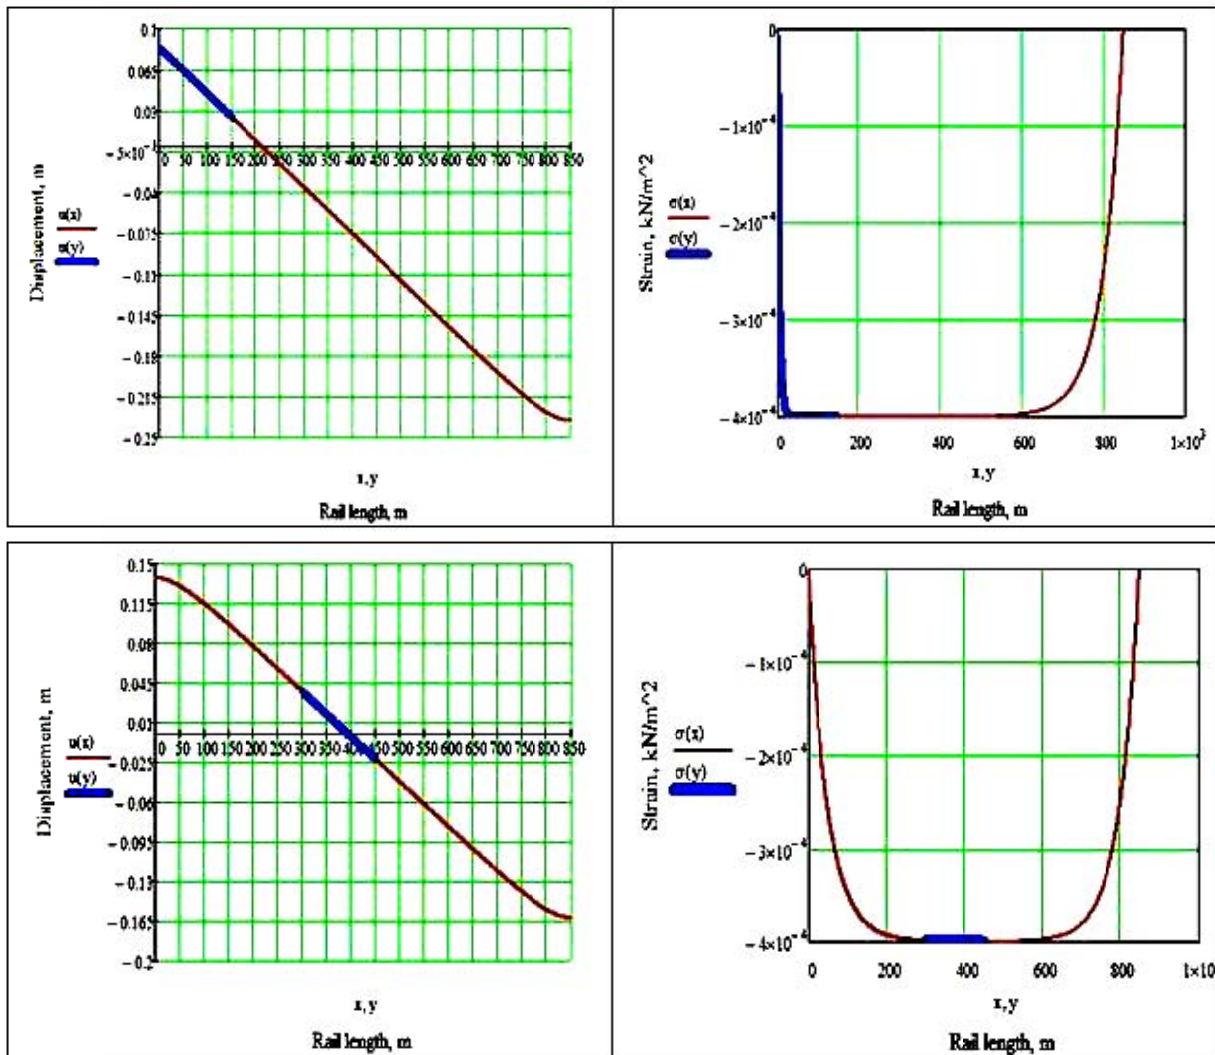 0.1
0.065
0.03
−5×10
−0.04
−0.075
−0.11
−0.145
−0.18
−0.215
−0.25
0 50 100 150 200 250 300 350 400 450 500 550 600 650 700 750 800 850
Displacement, m
u(x)
u(y)
x, y
Rail length, m
0
−1×10⁻⁴
−2×10⁻⁴
−3×10⁻⁴
−4×10⁻⁴
0 200 400 600 800 1×10³
Strain, kN/m^2
σ(x)
σ(y)
x, y
Rail length, m
0.15
0.115
0.08
0.045
0.01
−0.025
−0.06
−0.095
−0.13
−0.165
−0.2
0 50 100 150 200 250 300 350 400 450 500 550 600 650 700 750 800 850
Displacement, m
u(x)
u(y)
x, y
Rail length, m
0
−1×10⁻⁴
−2×10⁻⁴
−3×10⁻⁴
−4×10⁻⁴
0 200 400 600 800 1×10
Strain, kN/m^2
σ(x)
σ(y)
x, y
Rail length, m